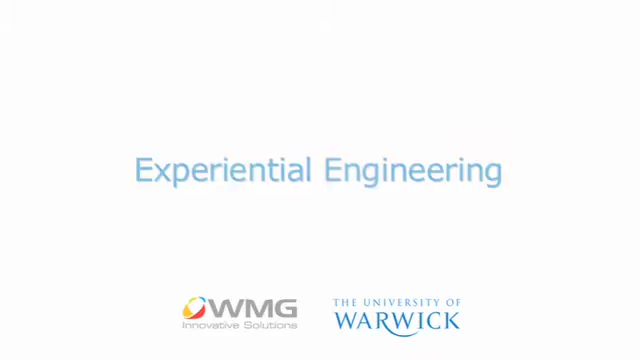 Experiential Engineering
WMG
Innovative Solutions
THE UNIVERSITY OF
WARWICK